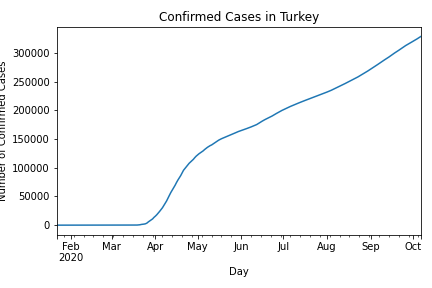 Confirmed Cases in Turkey
Number of Confirmed Cases
300000
250000
200000
150000
100000
50000
0
Feb Mar Apr May Jun Jul Aug Sep Oct
2020
Day